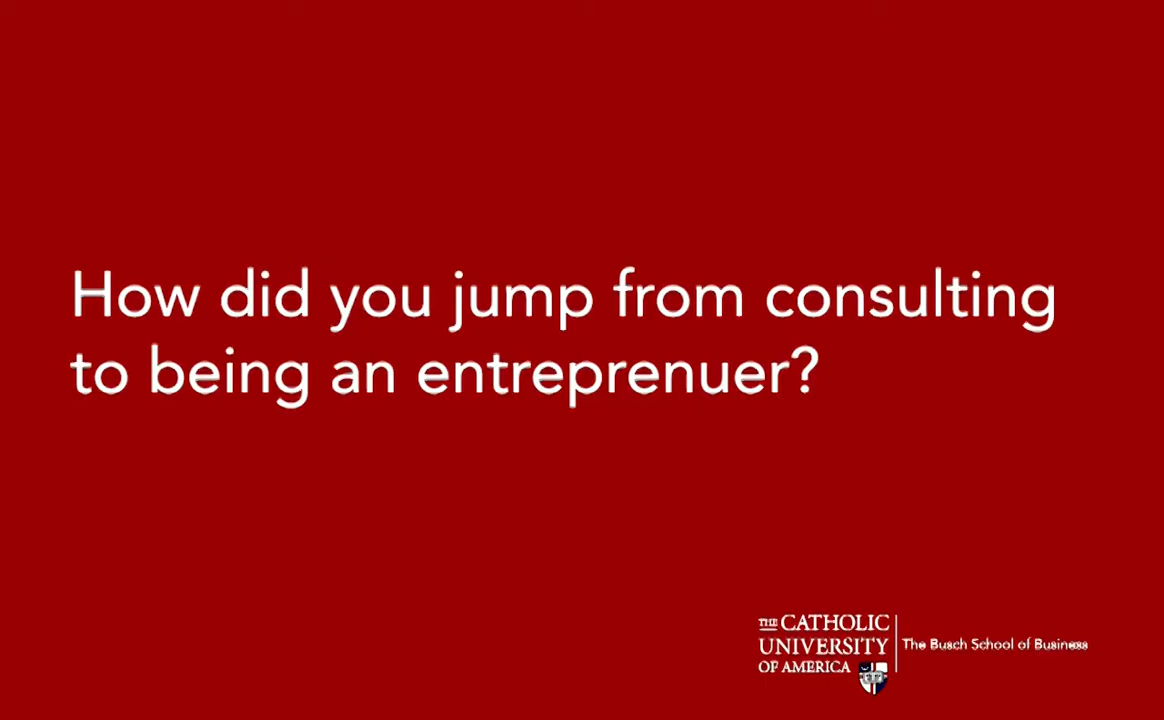 How did you jump from consulting
to being an entreprenuer?
THE CATHOLIC
UNIVERSITY
OF AMERICA
The Busch School of Business